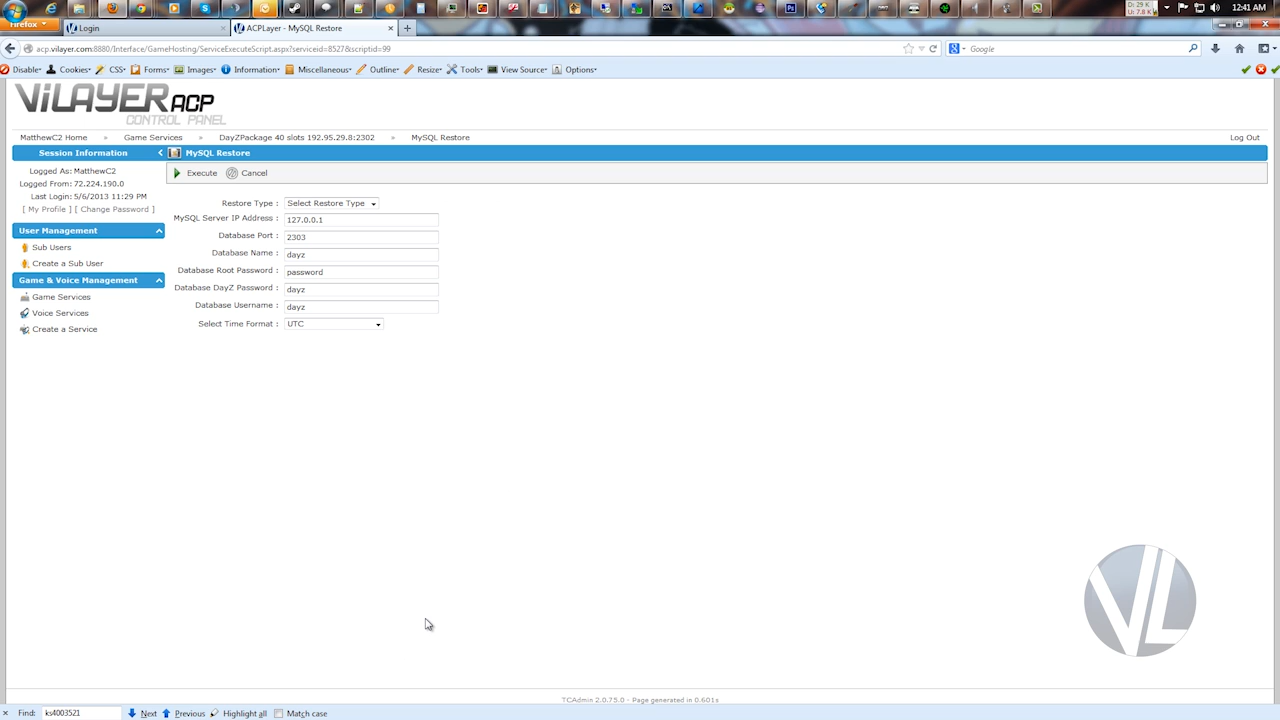 12:41 AM
D: 29 K
U: 7.8 K
Firefox
Login
ACPLayer - MySQL Restore
acp.vilayer.com:8880/Interface/GameHosting/ServiceExecuteScript.aspx?serviceid=8527&scriptid=99
Google
Disable Cookies CSS Forms Images Information Miscellaneous Outline Resize Tools View Source Options
ViLAYER ACP
CONTROL PANEL
MatthewC2 Home » Game Services » DayZPackage 40 slots 192.95.29.8:2302 » MySQL Restore
Log Out
Session Information
MySQL Restore
Logged As: MatthewC2
Logged From: 72.224.190.0
Last Login: 5/6/2013 11:29 PM
[ My Profile ] [ Change Password ]
User Management
Sub Users
Create a Sub User
Game & Voice Management
Game Services
Voice Services
Create a Service
Execute Cancel
Restore Type : Select Restore Type
MySQL Server IP Address : 127.0.0.1
Database Port : 2303
Database Name : dayz
Database Root Password : password
Database DayZ Password : dayz
Database Username : dayz
Select Time Format : UTC
VL
TCAdmin 2.0.75.0 - Page generated in 0.601s
Find: ks4003521 Next Previous Highlight all Match case